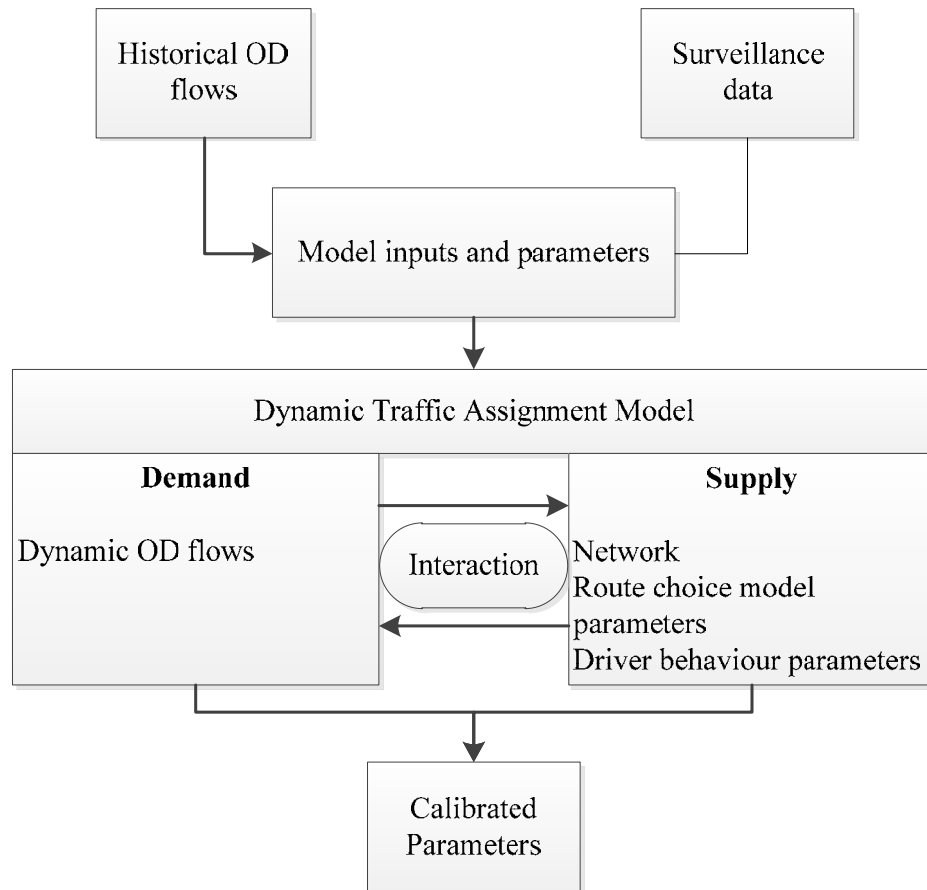 Historical OD
flows
Surveillance
data
Model inputs and parameters
Dynamic Traffic Assignment Model
Demand
Dynamic OD flows
Interaction
Supply
Network
Route choice model
parameters
Driver behaviour parameters
Calibrated
Parameters